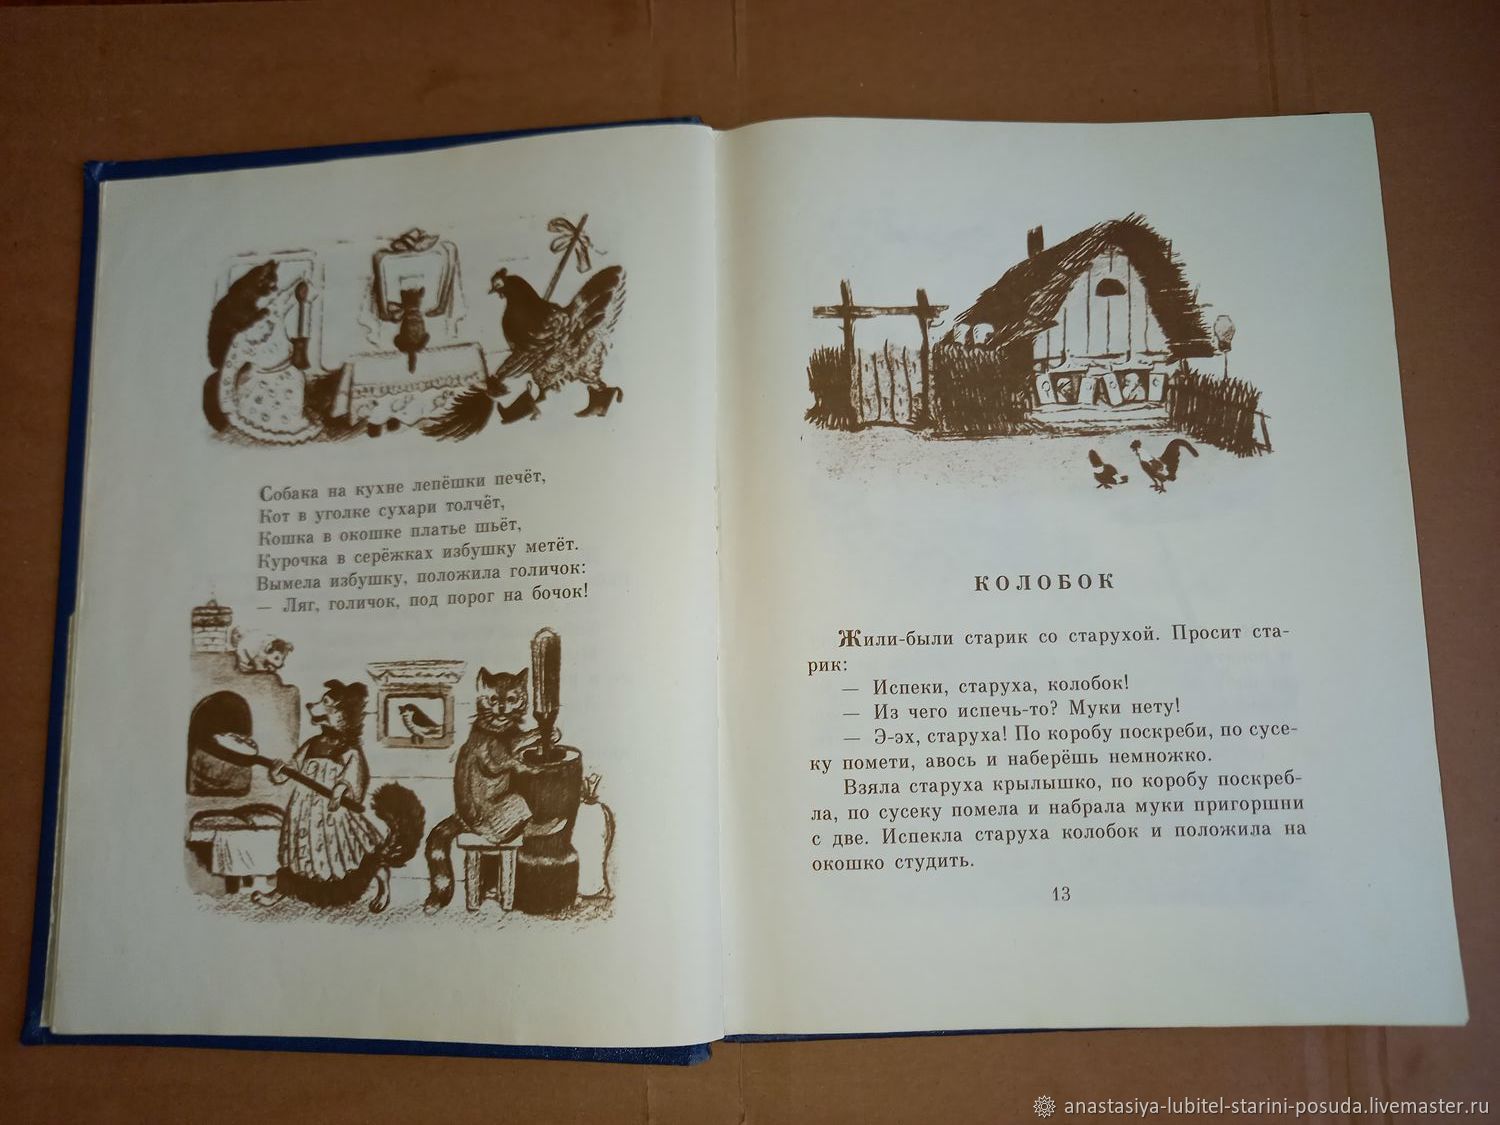 Собака на кухне лепёшки печёт,
Кот в уголке сухари толчёт,
Кошка в окошке платье шьёт,
Курочка в серёжках избушку метёт.
Вымела избушку, положила голичок:
— Ляг, голичок, под порог на бочок!
КОЛОБОК
Жили-были старик со старухой. Просит ста-
рик:
— Испеки, старуха, колобок!
— Из чего испечь-то? Муки нету!
— Э-эх, старуха! По коробу поскреби, по сусе-
ку помети, авось и наберёшь немножко.
Взяла старуха крылышко, по коробу поскреб-
ла, по сусеку помела и набрала муки пригоршни
с две. Испекла старуха колобок и положила на
окошко студить.
13
anastasiya-lubitel-starini-posuda.livemaster.ru